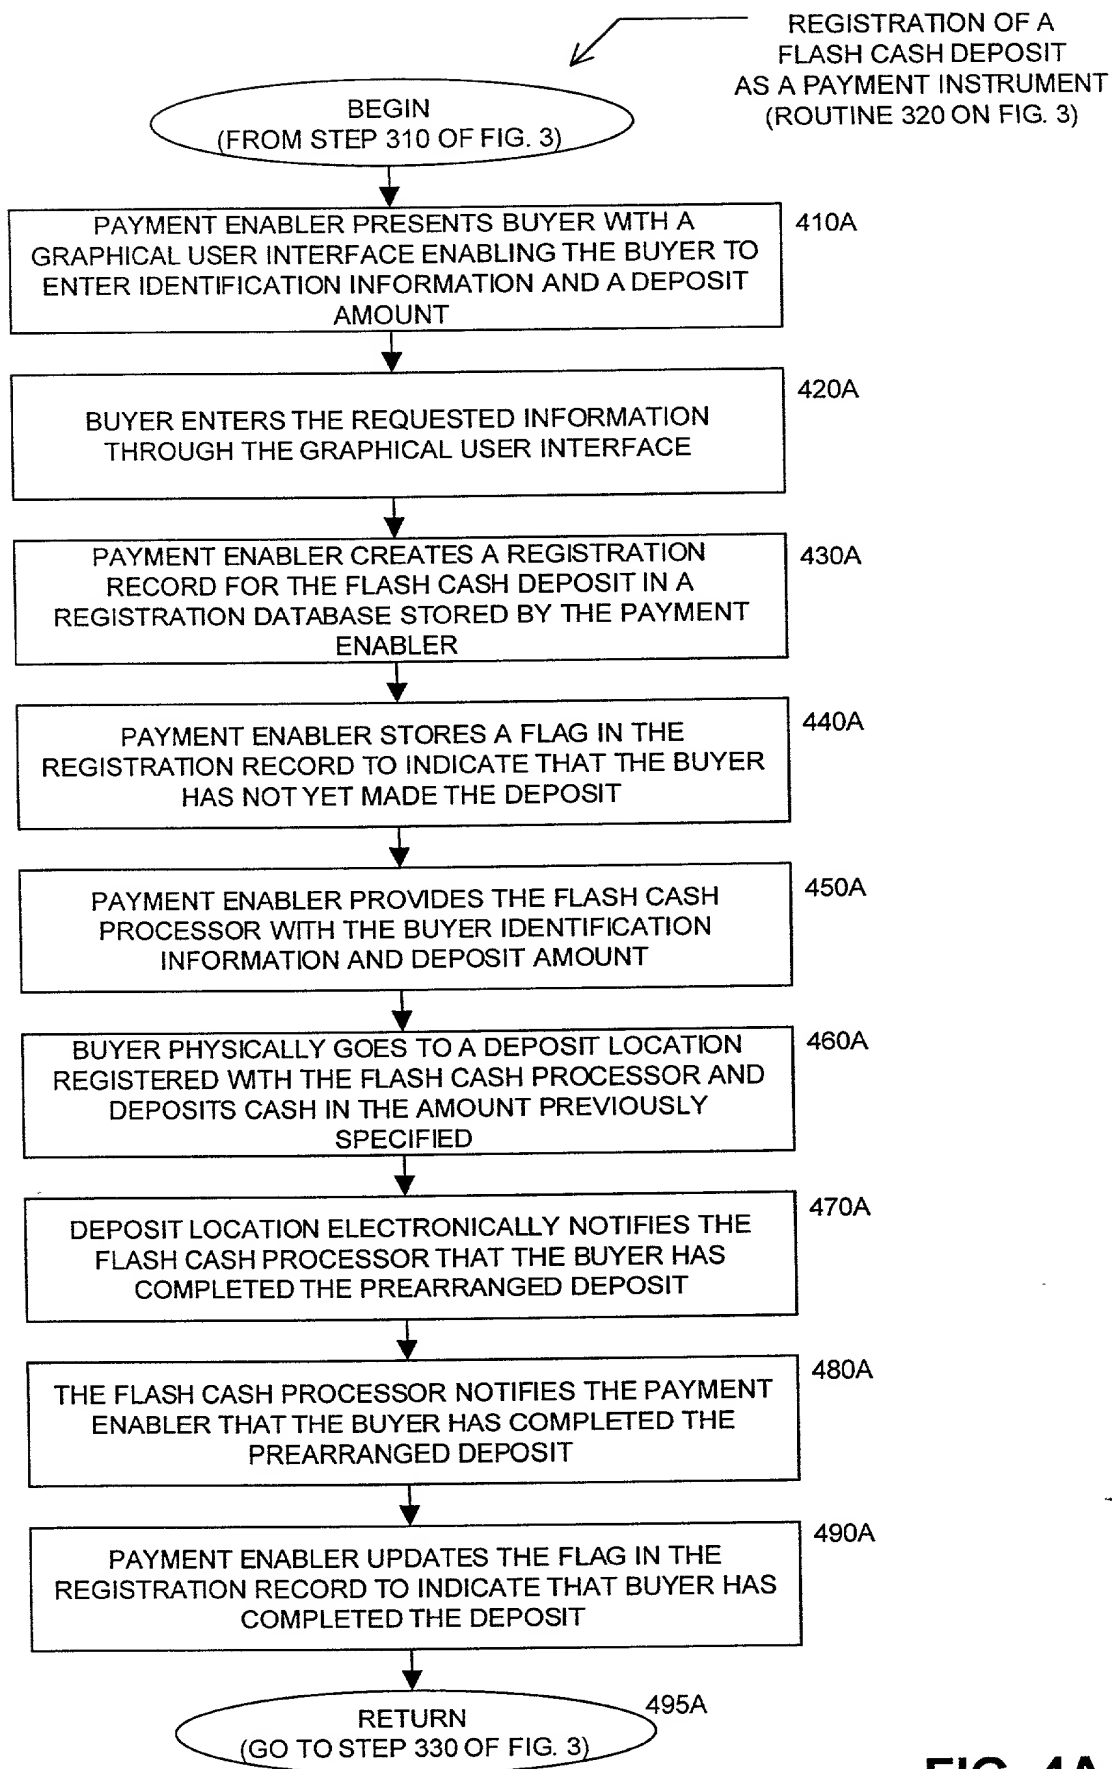 REGISTRATION OF A
FLASH CASH DEPOSIT
AS A PAYMENT INSTRUMENT
(ROUTINE 320 ON FIG. 3)
BEGIN
(FROM STEP 310 OF FIG. 3)
410A
PAYMENT ENABLER PRESENTS BUYER WITH A
GRAPHICAL USER INTERFACE ENABLING THE BUYER TO
ENTER IDENTIFICATION INFORMATION AND A DEPOSIT
AMOUNT
420A
BUYER ENTERS THE REQUESTED INFORMATION
THROUGH THE GRAPHICAL USER INTERFACE
430A
PAYMENT ENABLER CREATES A REGISTRATION
RECORD FOR THE FLASH CASH DEPOSIT IN A
REGISTRATION DATABASE STORED BY THE PAYMENT
ENABLER
440A
PAYMENT ENABLER STORES A FLAG IN THE
REGISTRATION RECORD TO INDICATE THAT THE BUYER
HAS NOT YET MADE THE DEPOSIT
450A
PAYMENT ENABLER PROVIDES THE FLASH CASH
PROCESSOR WITH THE BUYER IDENTIFICATION
INFORMATION AND DEPOSIT AMOUNT
460A
BUYER PHYSICALLY GOES TO A DEPOSIT LOCATION
REGISTERED WITH THE FLASH CASH PROCESSOR AND
DEPOSITS CASH IN THE AMOUNT PREVIOUSLY
SPECIFIED
470A
DEPOSIT LOCATION ELECTRONICALLY NOTIFIES THE
FLASH CASH PROCESSOR THAT THE BUYER HAS
COMPLETED THE PREARRANGED DEPOSIT
480A
THE FLASH CASH PROCESSOR NOTIFIES THE PAYMENT
ENABLER THAT THE BUYER HAS COMPLETED THE
PREARRANGED DEPOSIT
490A
PAYMENT ENABLER UPDATES THE FLAG IN THE
REGISTRATION RECORD TO INDICATE THAT BUYER HAS
COMPLETED THE DEPOSIT
495A
RETURN
(GO TO STEP 330 OF FIG. 3)
FIG. 4A